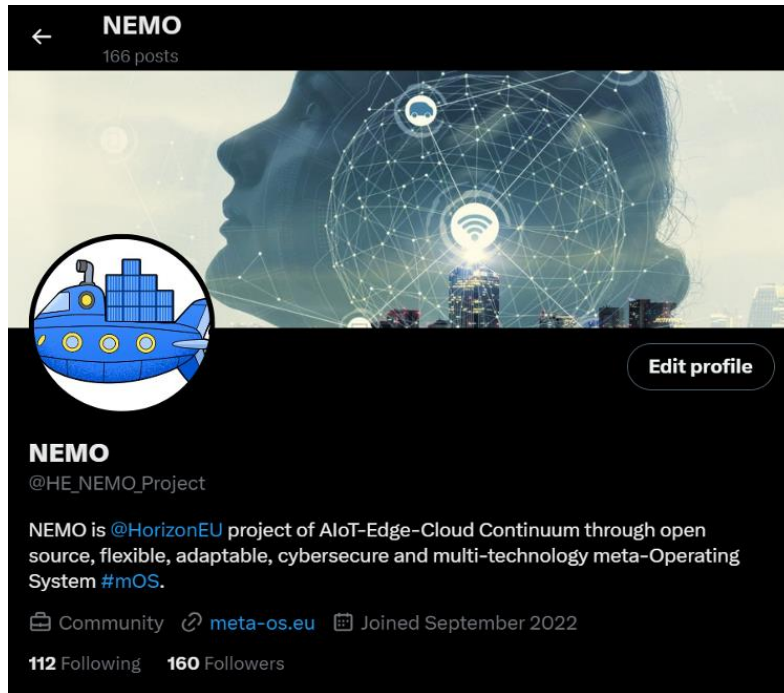 NEMO
166 posts
Edit profile
NEMO
@HE_NEMO_Project
NEMO is @HorizonEU project of AIoT-Edge-Cloud Continuum through open
source, flexible, adaptable, cybersecure and multi-technology meta-Operating
System #mOS.
Community meta-os.eu Joined September 2022
112 Following 160 Followers